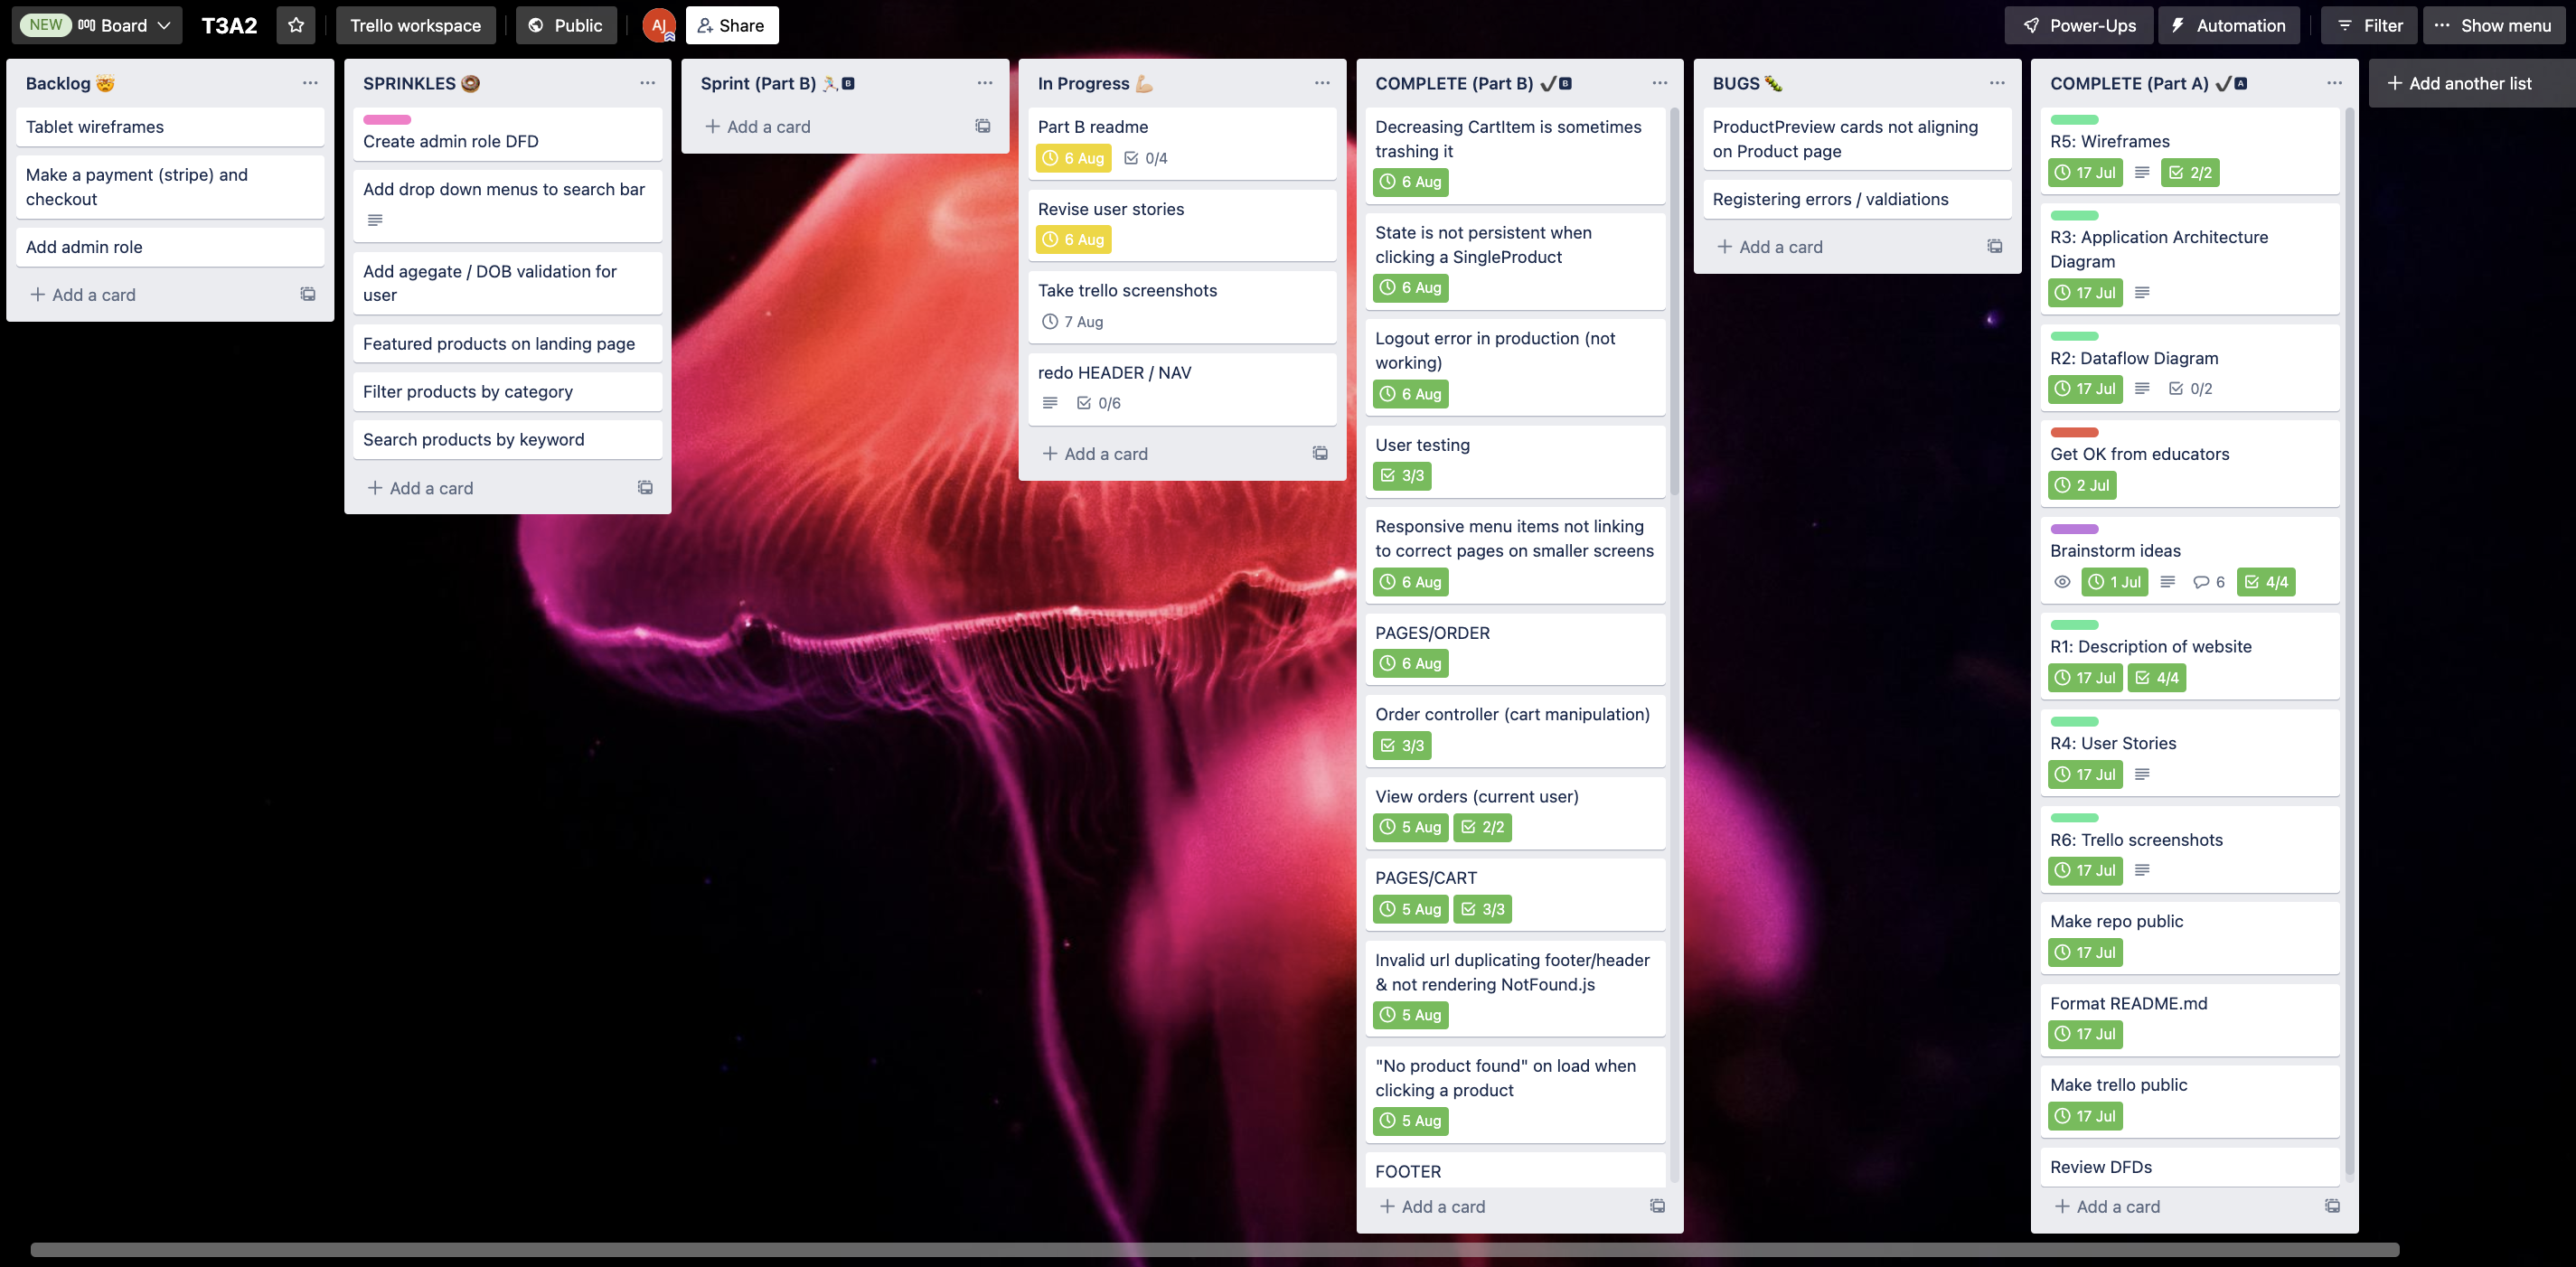 NEW Board T3A2 Trello workspace Public AJ Share Power-Ups Automation Filter Show menu
Backlog 🤯
Tablet wireframes
Make a payment (stripe) and
checkout
Add admin role
Add a card
SPRINKLES 🍩
Create admin role DFD
Add drop down menus to search bar
Add agegate / DOB validation for
user
Featured products on landing page
Filter products by category
Search products by keyword
Add a card
Sprint (Part B) 🏃🏻 B
Add a card
In Progress 💪🏼
Part B readme
6 Aug 0/4
Revise user stories
6 Aug
Take trello screenshots
7 Aug
redo HEADER / NAV
0/6
Add a card
COMPLETE (Part B) ✔ B
Decreasing CartItem is sometimes
trashing it
6 Aug
State is not persistent when
clicking a SingleProduct
6 Aug
Logout error in production (not
working)
6 Aug
User testing
3/3
Responsive menu items not linking
to correct pages on smaller screens
6 Aug
PAGES/ORDER
6 Aug
Order controller (cart manipulation)
3/3
View orders (current user)
5 Aug 2/2
PAGES/CART
5 Aug 3/3
Invalid url duplicating footer/header
& not rendering NotFound.js
5 Aug
"No product found" on load when
clicking a product
5 Aug
FOOTER
Add a card
BUGS 🐛
ProductPreview cards not aligning
on Product page
Registering errors / valdiations
Add a card
COMPLETE (Part A) ✔ A
R5: Wireframes
17 Jul 2/2
R3: Application Architecture
Diagram
17 Jul
R2: Dataflow Diagram
17 Jul 0/2
Get OK from educators
2 Jul
Brainstorm ideas
1 Jul 6 4/4
R1: Description of website
17 Jul 4/4
R4: User Stories
17 Jul
R6: Trello screenshots
17 Jul
Make repo public
17 Jul
Format README.md
17 Jul
Make trello public
17 Jul
Review DFDs
Add a card
Add another list